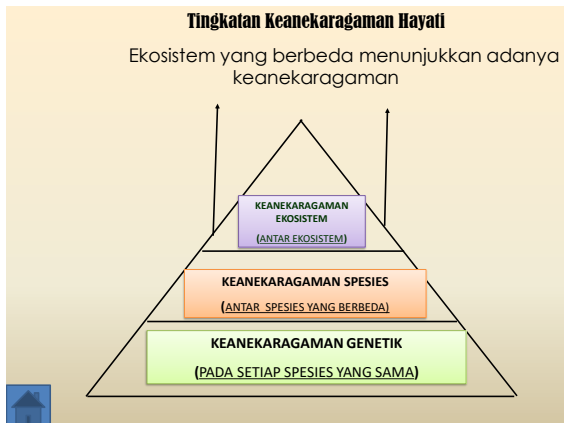 Tingkatan Keanekaragaman Hayati
Ekosistem yang berbeda menunjukkan adanya
keanekaragaman
KEANEKARAGAMAN
EKOSISTEM
(ANTAR EKOSISTEM)
KEANEKARAGAMAN SPESIES
(ANTAR SPESIES YANG BERBEDA)
KEANEKARAGAMAN GENETIK
(PADA SETIAP SPESIES YANG SAMA)